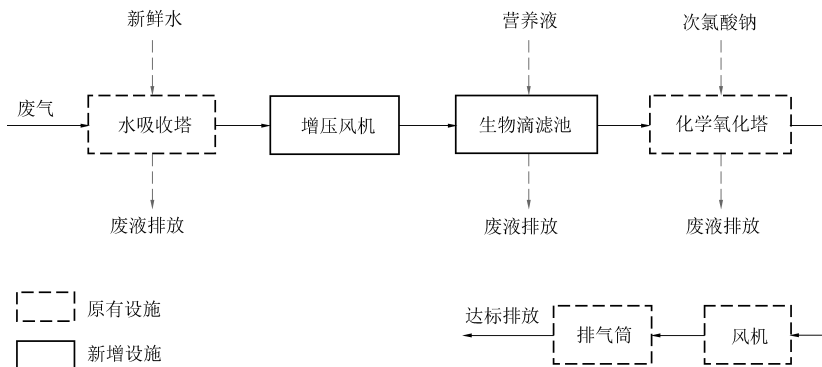 新鲜水
营养液
次氯酸钠
废气
水吸收塔
增压风机
生物滴滤池
化学氧化塔
废液排放
废液排放
废液排放
原有设施
达标排放
排气筒
风机
新增设施